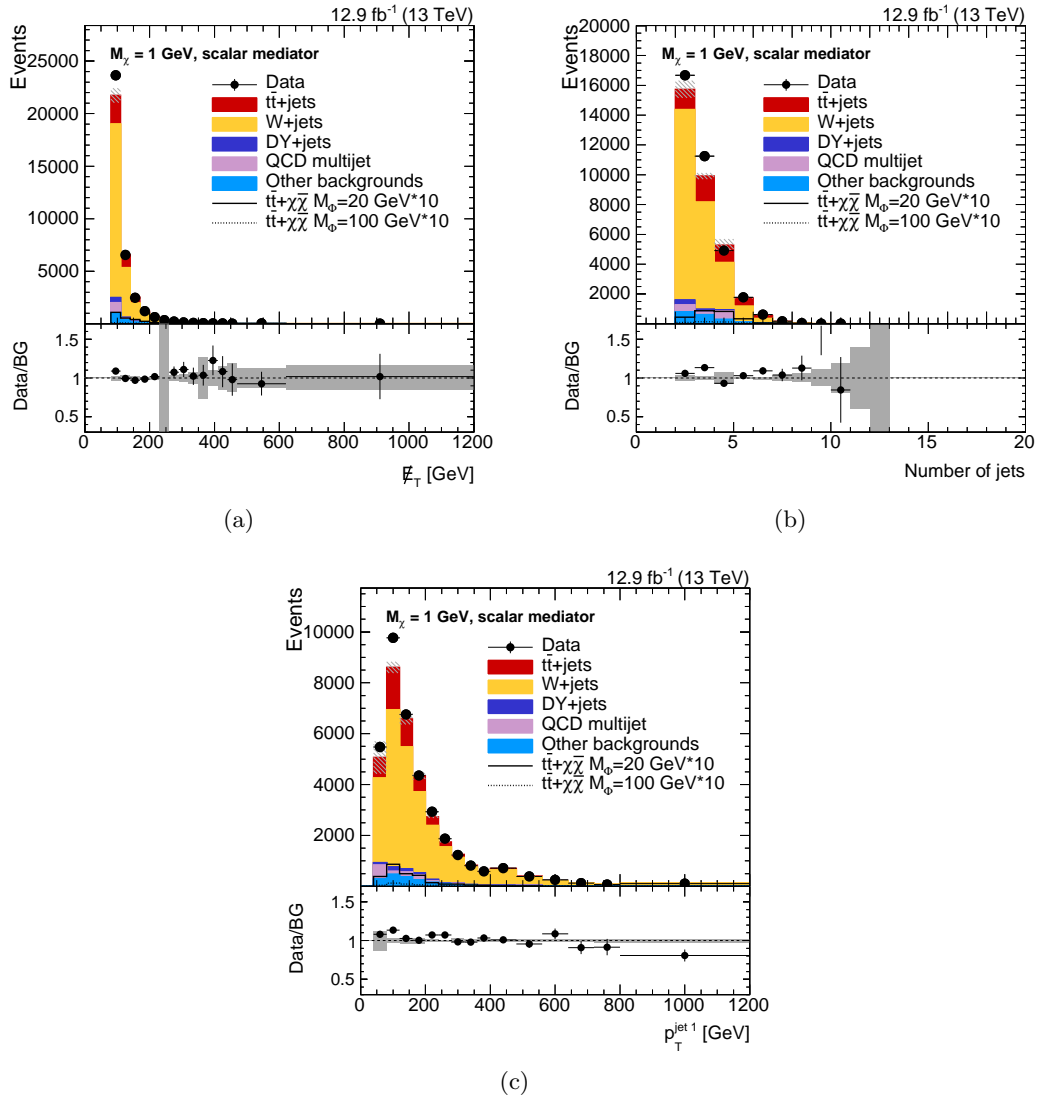 12.9 fb⁻¹ (13 TeV)
M_χ = 1 GeV, scalar mediator
Data
tt̄+jets
W+jets
DY+jets
QCD multijet
Other backgrounds
tt̄+χχ̄ M_Φ=20 GeV*10
tt̄+χχ̄ M_Φ=100 GeV*10
Events
25000
20000
15000
10000
5000
Data/BG
1.5
1
0.5
0 200 400 600 800 1000 1200
E̸_T [GeV]
(a)
12.9 fb⁻¹ (13 TeV)
M_χ = 1 GeV, scalar mediator
Data
tt̄+jets
W+jets
DY+jets
QCD multijet
Other backgrounds
tt̄+χχ̄ M_Φ=20 GeV*10
tt̄+χχ̄ M_Φ=100 GeV*10
Events
20000
18000
16000
14000
12000
10000
8000
6000
4000
2000
0
Data/BG
1.5
1
0.5
0 5 10 15 20
Number of jets
(b)
12.9 fb⁻¹ (13 TeV)
M_χ = 1 GeV, scalar mediator
Data
tt̄+jets
W+jets
DY+jets
QCD multijet
Other backgrounds
tt̄+χχ̄ M_Φ=20 GeV*10
tt̄+χχ̄ M_Φ=100 GeV*10
Events
10000
8000
6000
4000
2000
Data/BG
1.5
1
0.5
0 200 400 600 800 1000 1200
p_T^{jet 1} [GeV]
(c)